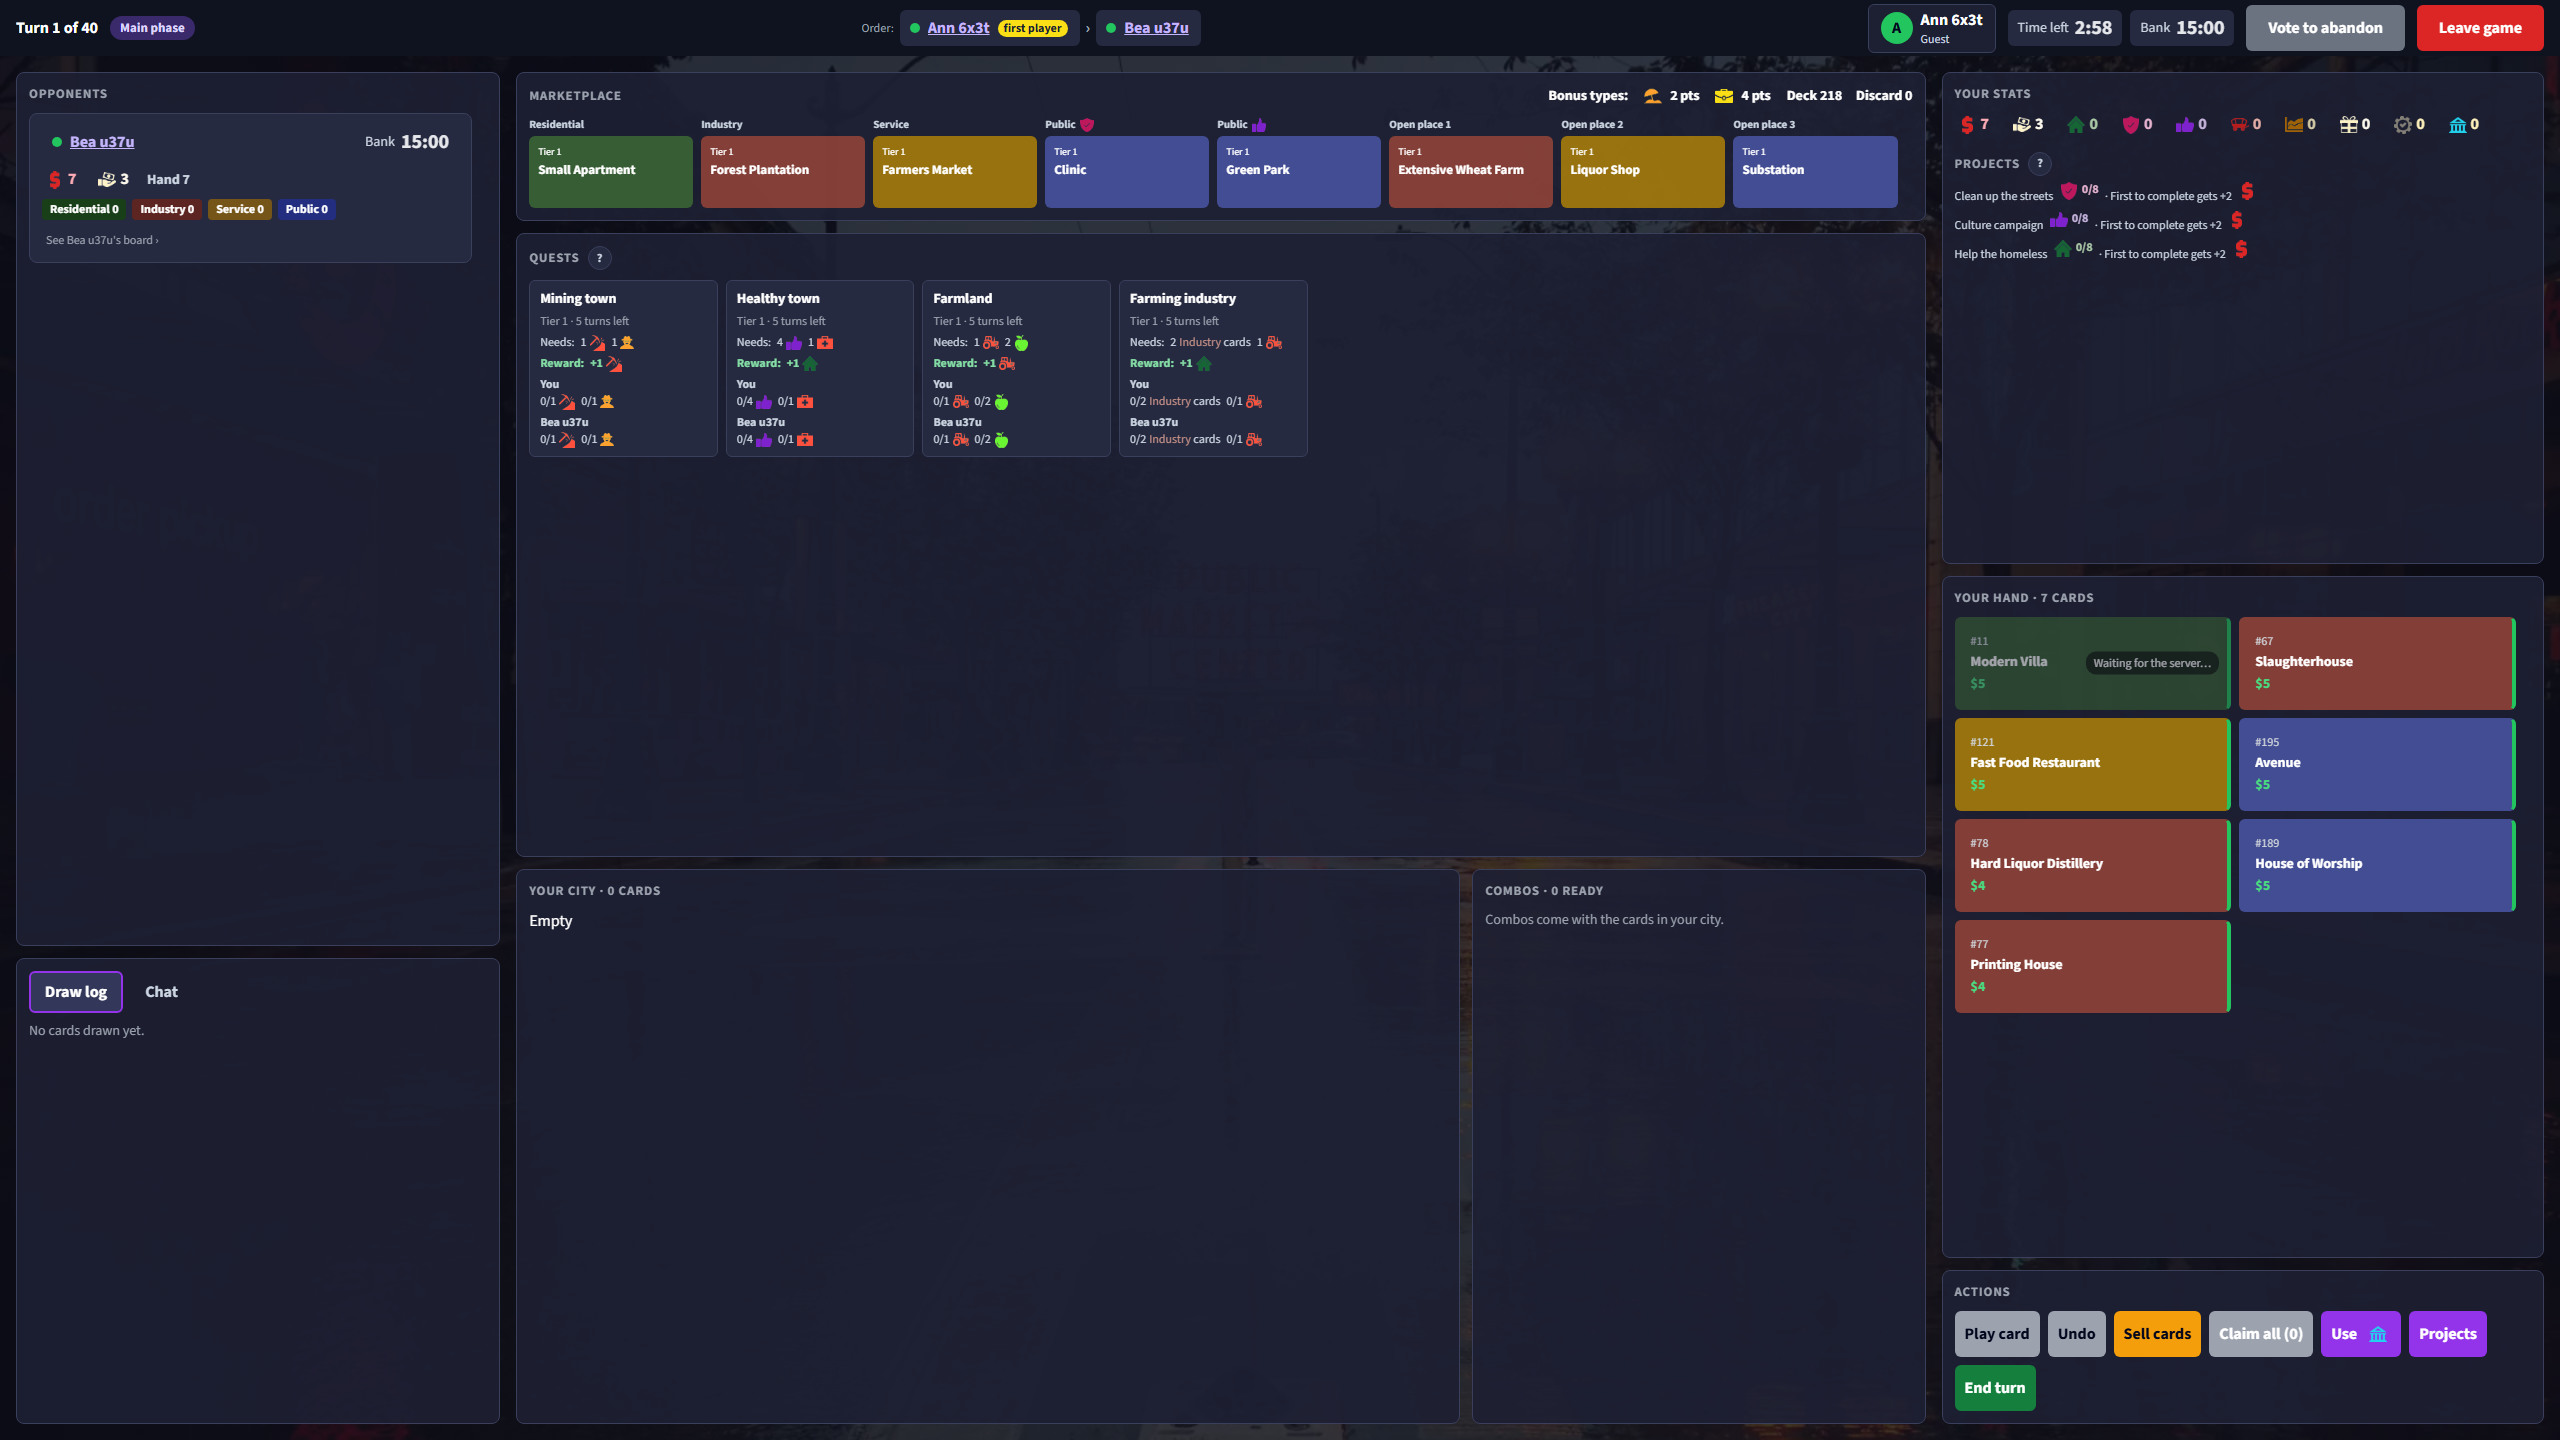 Turn 1 of 40 Main phase
Order: Ann 6x3t first player › Bea u37u
A Ann 6x3t Guest
Time left 2:58
Bank 15:00
Vote to abandon
Leave game
OPPONENTS
Bea u37u Bank 15:00
7 3 Hand 7
Residential 0 Industry 0 Service 0 Public 0
See Bea u37u's board ›
Draw log Chat
No cards drawn yet.
MARKETPLACE Bonus types: 2 pts 4 pts Deck 218 Discard 0
Residential Industry Service Public Public Open place 1 Open place 2 Open place 3
Tier 1 Tier 1 Tier 1 Tier 1 Tier 1 Tier 1 Tier 1 Tier 1
Small Apartment Forest Plantation Farmers Market Clinic Green Park Extensive Wheat Farm Liquor Shop Substation
QUESTS ?
Mining town
Tier 1 · 5 turns left
Needs: 1 1
Reward: +1
You
0/1 0/1
Bea u37u
0/1 0/1
Healthy town
Tier 1 · 5 turns left
Needs: 4 1
Reward: +1
You
0/4 0/1
Bea u37u
0/4 0/1
Farmland
Tier 1 · 5 turns left
Needs: 1 2
Reward: +1
You
0/1 0/2
Bea u37u
0/1 0/2
Farming industry
Tier 1 · 5 turns left
Needs: 2 Industry cards 1
Reward: +1
You
0/2 Industry cards 0/1
Bea u37u
0/2 Industry cards 0/1
YOUR CITY · 0 CARDS
Empty
COMBOS · 0 READY
Combos come with the cards in your city.
YOUR STATS
7 3 0 0 0 0 0 0 0 0
PROJECTS ?
Clean up the streets 0/8 · First to complete gets +2
Culture campaign 0/8 · First to complete gets +2
Help the homeless 0/8 · First to complete gets +2
YOUR HAND · 7 CARDS
#11
Modern Villa Waiting for the server...
$5
#67
Slaughterhouse
$5
#121
Fast Food Restaurant
$5
#195
Avenue
$5
#78
Hard Liquor Distillery
$4
#189
House of Worship
$5
#77
Printing House
$4
ACTIONS
Play card Undo Sell cards Claim all (0) Use Projects
End turn